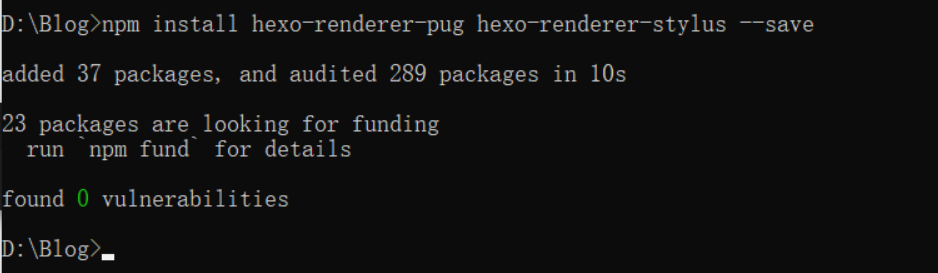 D:\Blog>npm install hexo-renderer-pug hexo-renderer-stylus --save
added 37 packages, and audited 289 packages in 10s
23 packages are looking for funding
  run `npm fund` for details
found 0 vulnerabilities
D:\Blog>